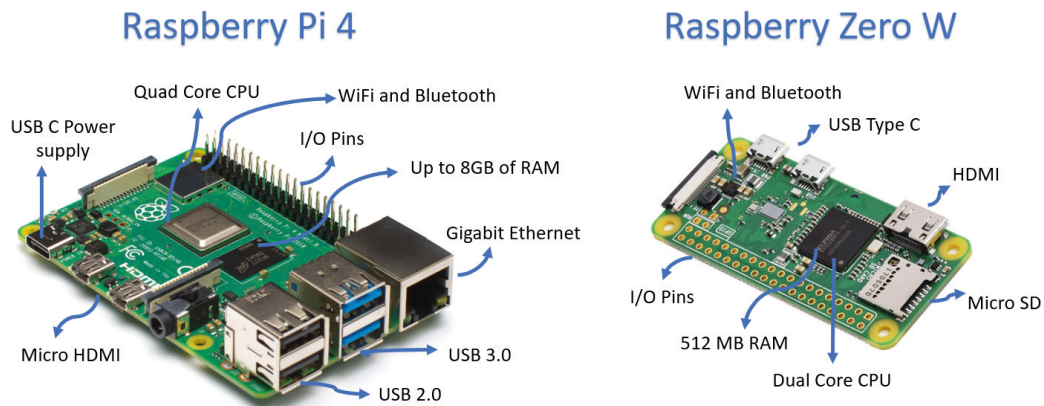 Raspberry Pi 4
Raspberry Zero W
Quad Core CPU
WiFi and Bluetooth
USB C Power
supply
I/O Pins
Up to 8GB of RAM
Gigabit Ethernet
Micro HDMI
USB 3.0
USB 2.0
WiFi and Bluetooth
USB Type C
HDMI
I/O Pins
Micro SD
512 MB RAM
Dual Core CPU
HDMI